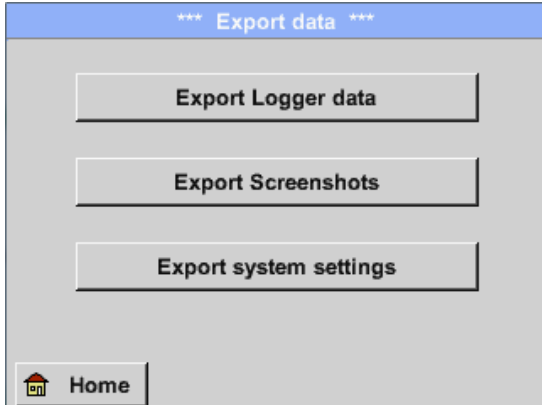 *** Export data ***
Export Logger data
Export Screenshots
Export system settings
Home